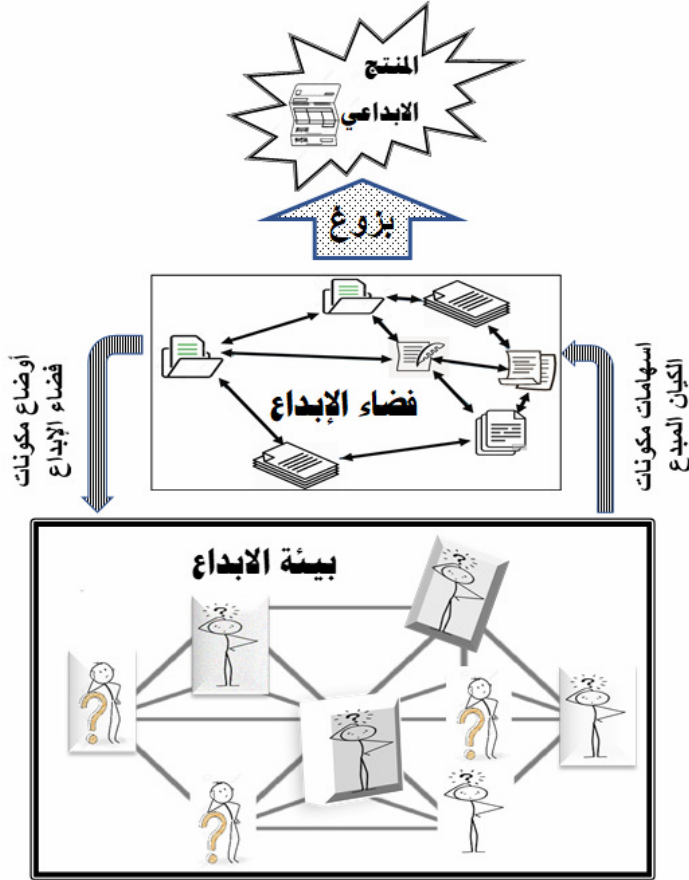 المنتج
الابداعي
بزوغ
فضاء الإبداع
أوضاع مكونات
فضاء الإبداع
اسهامات مكونات
الكيان المبدع
بيئة الابداع
?
?
?
?
?
?
?
?